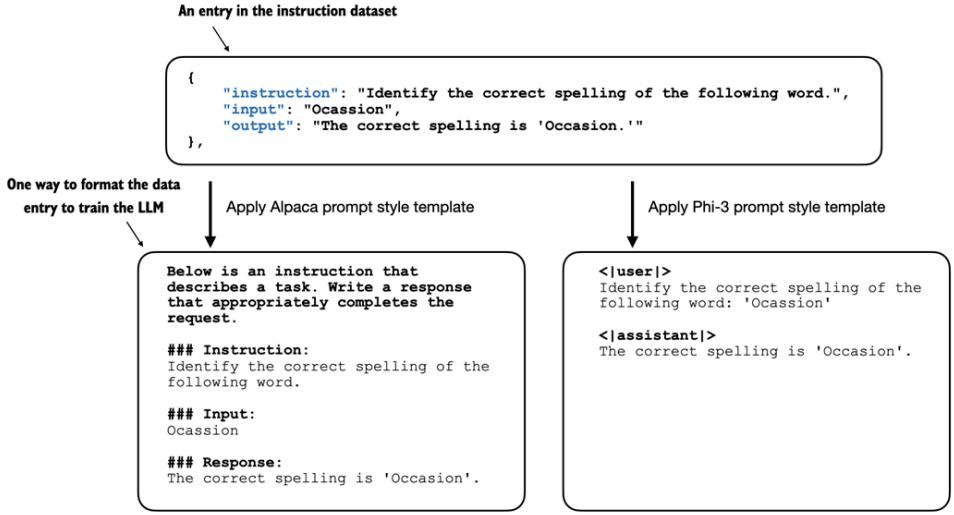 An entry in the instruction dataset
{
"instruction": "Identify the correct spelling of the following word.",
"input": "Ocassion",
"output": "The correct spelling is 'Occasion.'"
},
One way to format the data
entry to train the LLM
Apply Alpaca prompt style template
Apply Phi-3 prompt style template
Below is an instruction that
describes a task. Write a response
that appropriately completes the
request.
### Instruction:
Identify the correct spelling of the
following word.
### Input:
Ocassion
### Response:
The correct spelling is 'Occasion'.
<|user|>
Identify the correct spelling of the
following word: 'Ocassion'
<|assistant|>
The correct spelling is 'Occasion'.